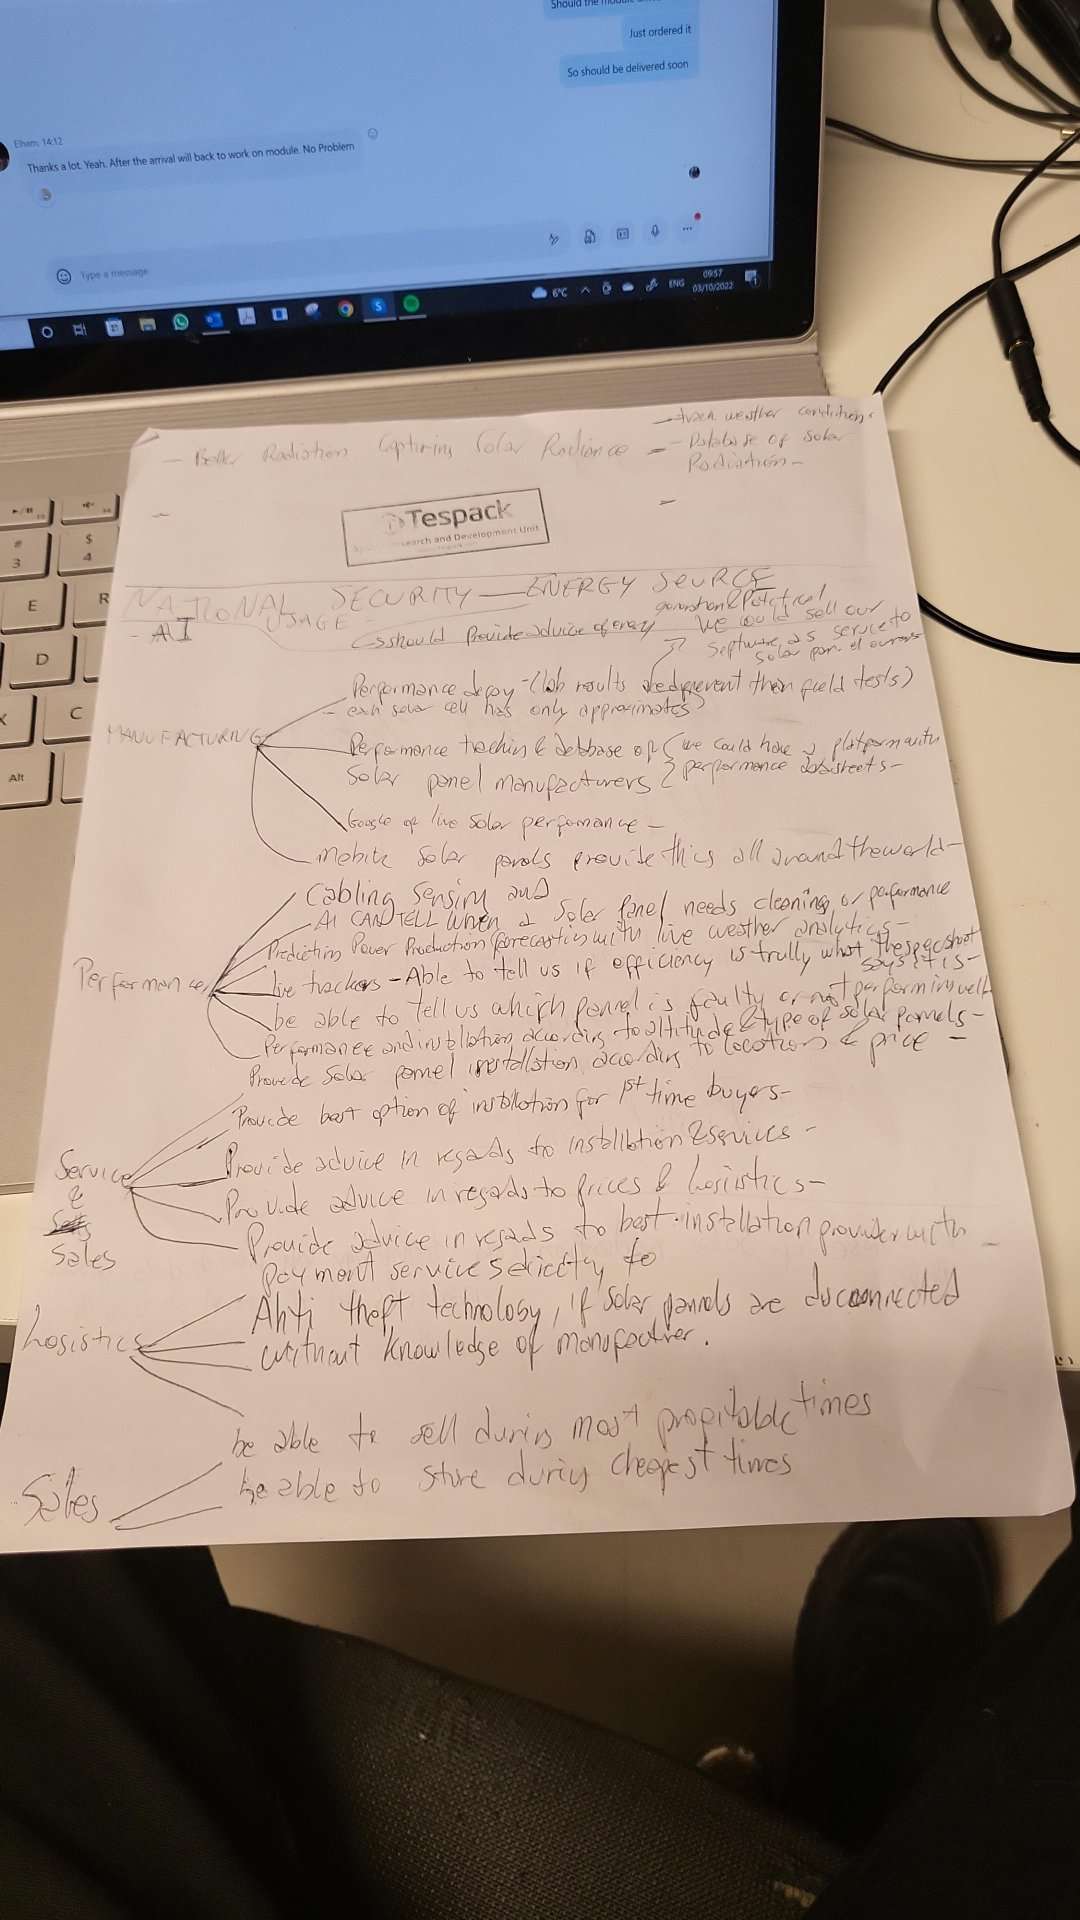 Should the module
Just ordered it
So should be delivered soon
Elham, 14:12
Thanks a lot. Yeah. After the arrival will back to work on module. No Problem
Type a message
6°C
ENG
09:57
03/10/2022
1
# 3
$ 4
E
R
D
X
C
Alt
- Better Radiation Capturing Solar Radiance
- track weather conditions
- Database of solar
Radiation -
Tespack
search and Development Unit
NATIONAL SECURITY - ENERGY SOURCE
USAGE
- AI
should provide advice of energy
generation & potential
We could sell our
software as service to
solar panel owners
MANUFACTURING
Performance decay - (lab results are different than field tests)
- each solar cell has only approximates
Performance tracking & debbase of
solar panel manufacturers
we could have a platform with
performance datasheets -
Google of live solar performance -
Mobile solar panels provide this all around the world -
Performance
Cabling sensing and
AI CAN TELL WHEN a solar panel needs cleaning or performance
Prediction Power Production forecasting with live weather analytics -
live trackers - Able to tell us if efficiency is trully what the spec sheet
says it is -
be able to tell us which pannel is faulty or not performing well
Performance and installation according to altitude & type of solar pannels -
Provide solar pannel installation according to locations & price -
Service
&
Sales
Provide best option of installation for 1st time buyers -
Provide advice in regards to installation & services -
Provide advice in regards to prices & logistics -
Provide advice in regards to best installation provider with -
payment services directly to
Logistics
Anti theft technology, if solar pannels are disconnected
without knowledge of
Sales
be able to sell during most profitable times
be able to store during cheapest times